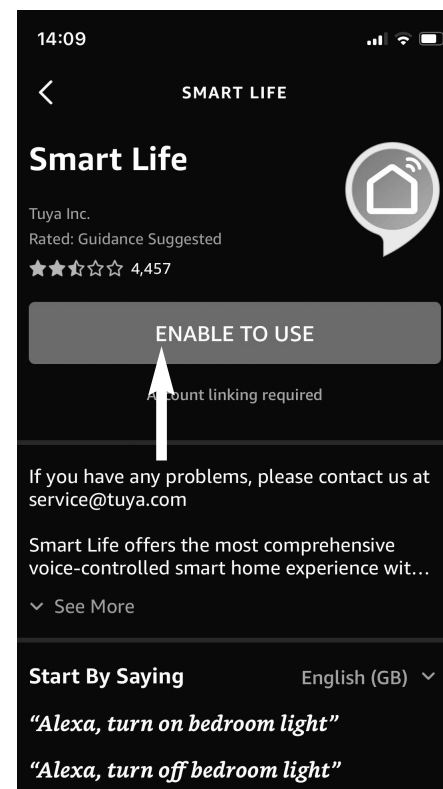 14:09
SMART LIFE
Smart Life
Tuya Inc.
Rated: Guidance Suggested
4,457
ENABLE TO USE
Account linking required
If you have any problems, please contact us at
service@tuya.com
Smart Life offers the most comprehensive
voice-controlled smart home experience wit...
See More
Start By Saying English (GB)
“Alexa, turn on bedroom light”
“Alexa, turn off bedroom light”